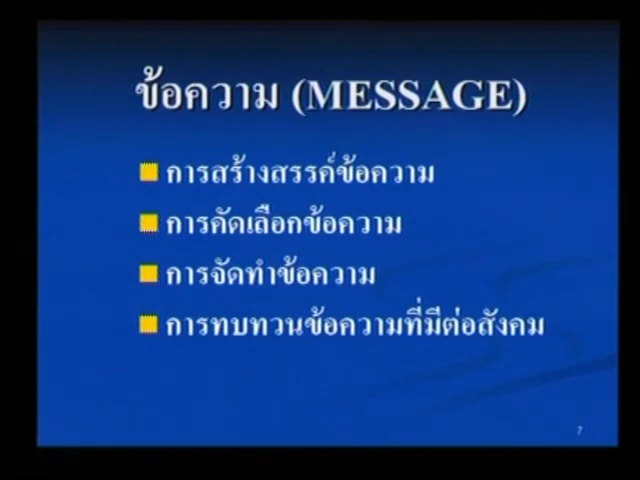 ข้อความ (MESSAGE)
การสร้างสรรค์ข้อความ
การคัดเลือกข้อความ
การจัดทำข้อความ
การทบทวนข้อความที่มีต่อสังคม
7